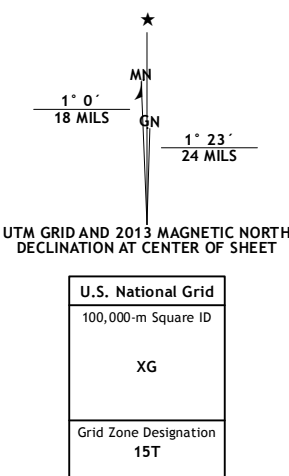 ★
MN
1° 0´
18 MILS
GN
1° 23´
24 MILS
UTM GRID AND 2013 MAGNETIC NORTH
DECLINATION AT CENTER OF SHEET
U.S. National Grid
100,000-m Square ID
XG
Grid Zone Designation
15T